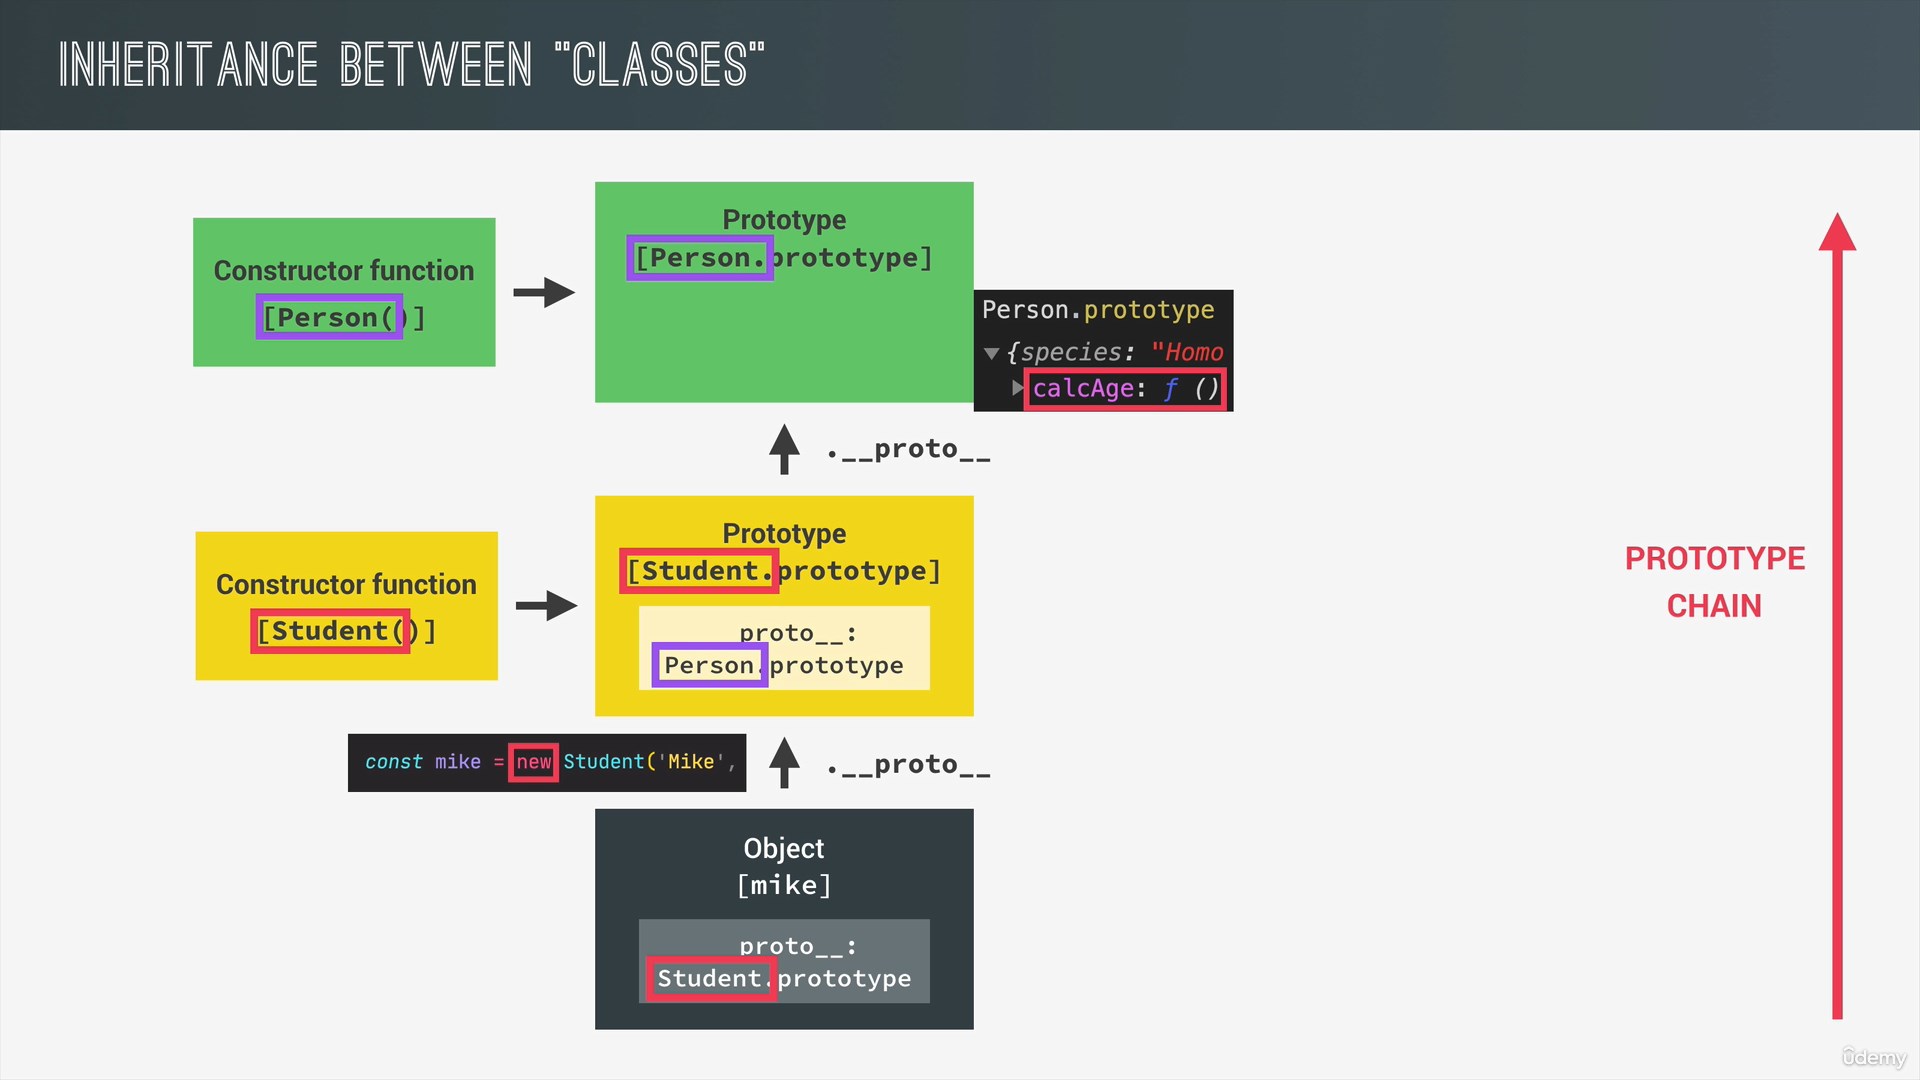 INHERITANCE BETWEEN "CLASSES"
Prototype
[Person.prototype]
Constructor function
[Person()]
Person.prototype
{species: "Homo
calcAge: ƒ ()
.__proto__
Prototype
[Student.prototype]
Constructor function
[Student()]
proto__:
Person.prototype
PROTOTYPE
CHAIN
const mike = new Student('Mike',
.__proto__
Object
[mike]
proto__:
Student.prototype
ûdemy